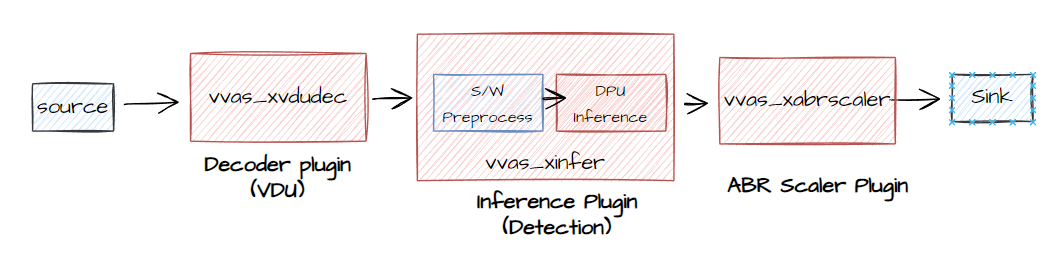 source
vvas_xvdudec
Decoder plugin
(VDU)
S/W
Preprocess
DPU
Inference
vvas_xinfer
Inference Plugin
(Detection)
vvas_xabrscaler
ABR Scaler Plugin
Sink